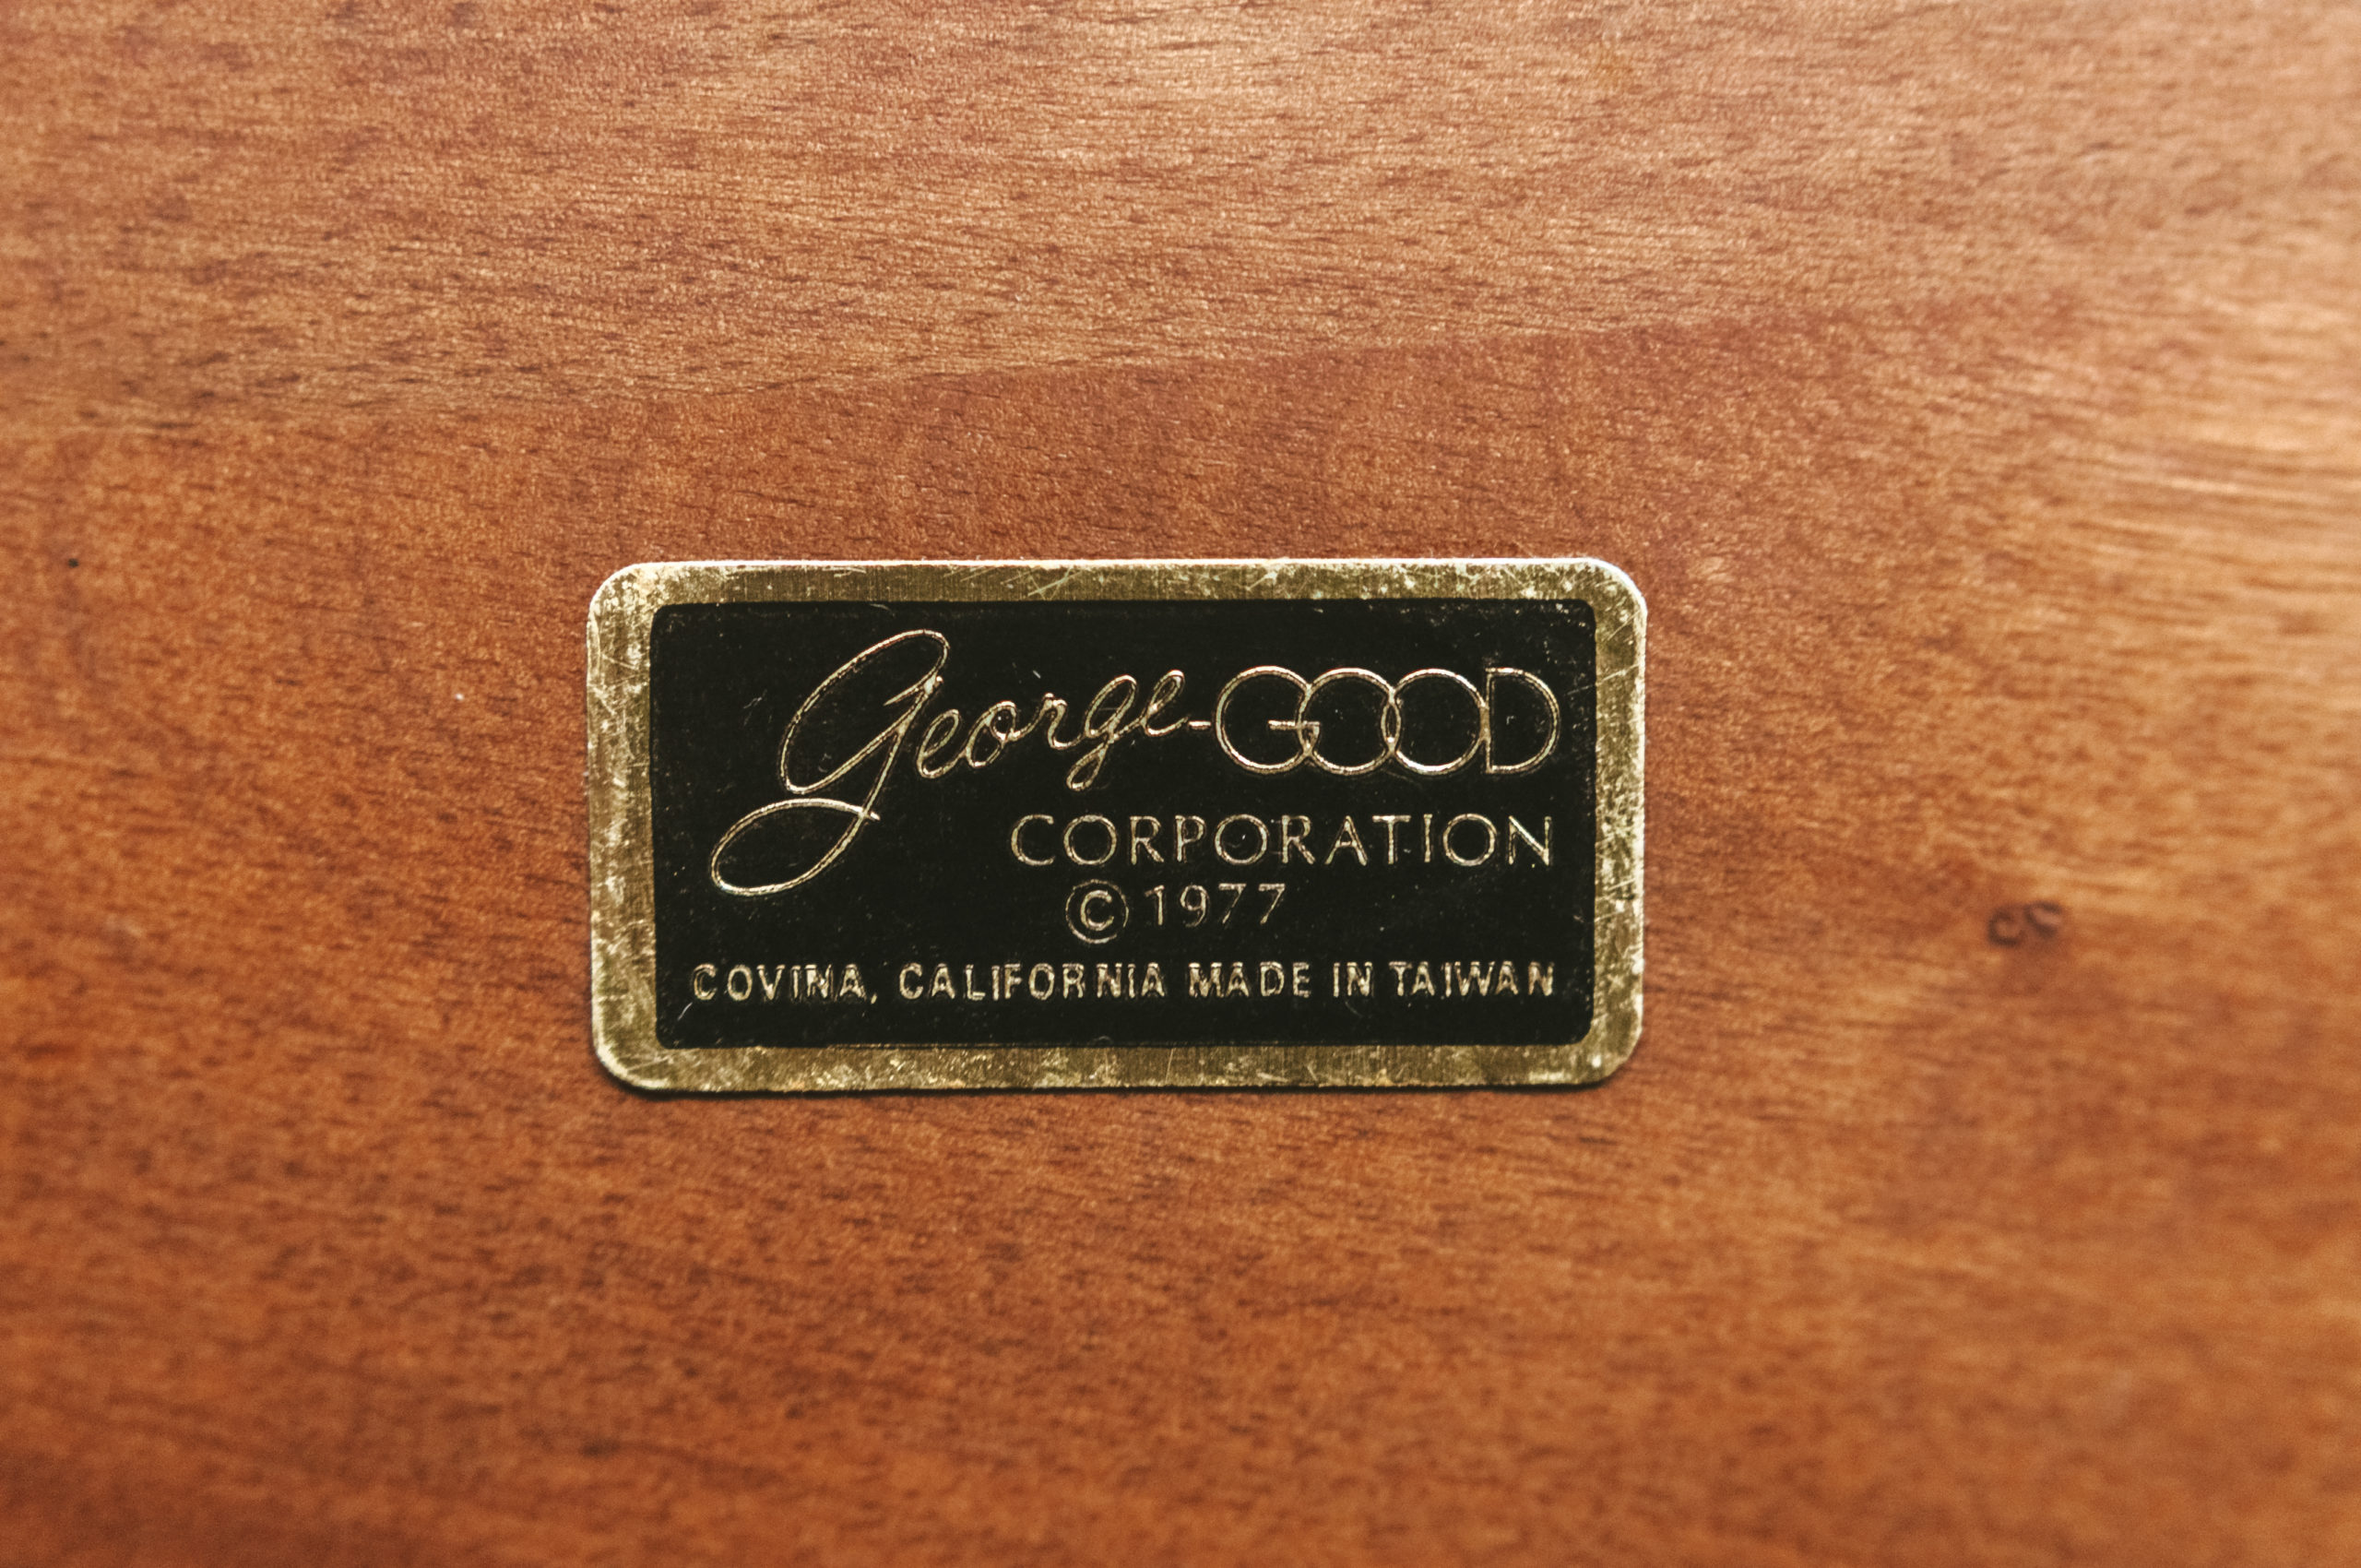 George-GOOD
CORPORATION
©1977
COVINA, CALIFORNIA MADE IN TAIWAN